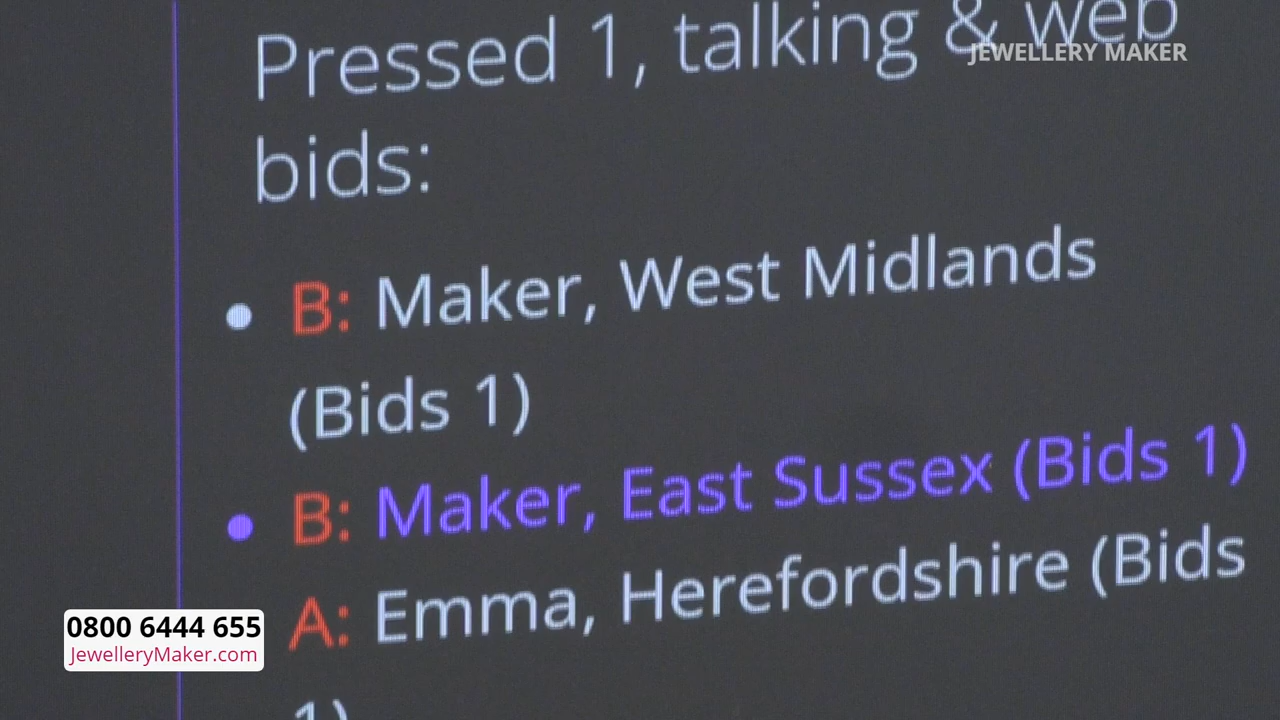 Pressed 1, talking & web
JEWELLERY MAKER
bids:
• B: Maker, West Midlands
(Bids 1)
• B: Maker, East Sussex (Bids 1)
A: Emma, Herefordshire (Bids
1)
0800 6444 655
JewelleryMaker.com